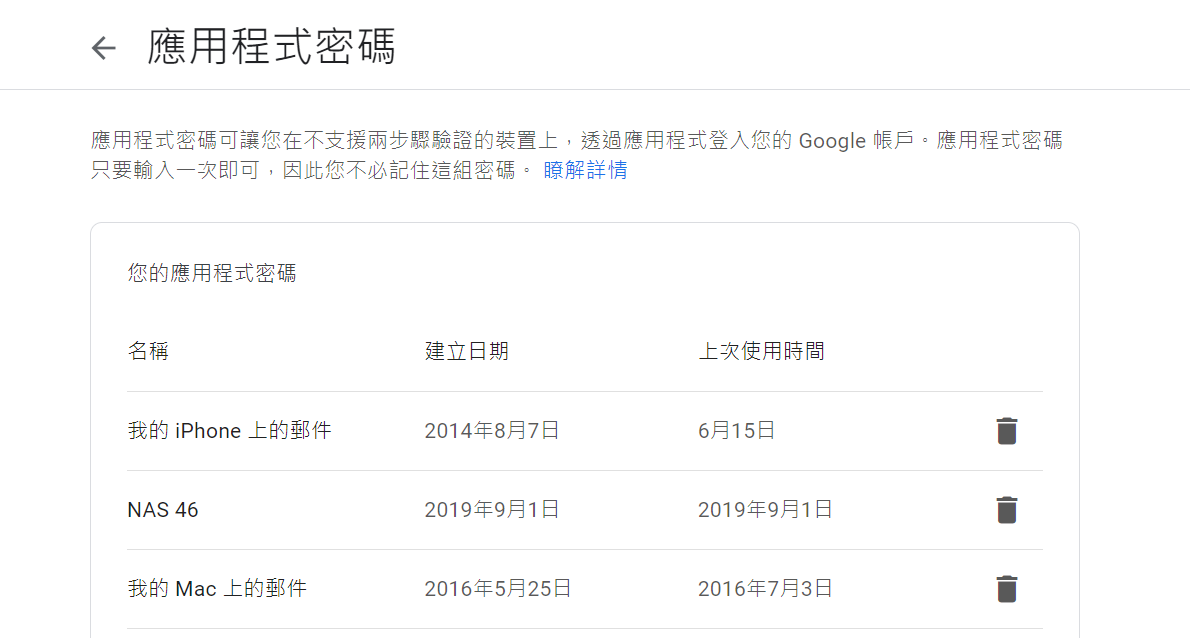 應用程式密碼
應用程式密碼可讓您在不支援兩步驟驗證的裝置上，透過應用程式登入您的 Google 帳戶。應用程式密碼
只要輸入一次即可，因此您不必記住這組密碼。 瞭解詳情
您的應用程式密碼
名稱 建立日期 上次使用時間
我的 iPhone 上的郵件 2014年8月7日 6月15日
NAS 46 2019年9月1日 2019年9月1日
我的 Mac 上的郵件 2016年5月25日 2016年7月3日